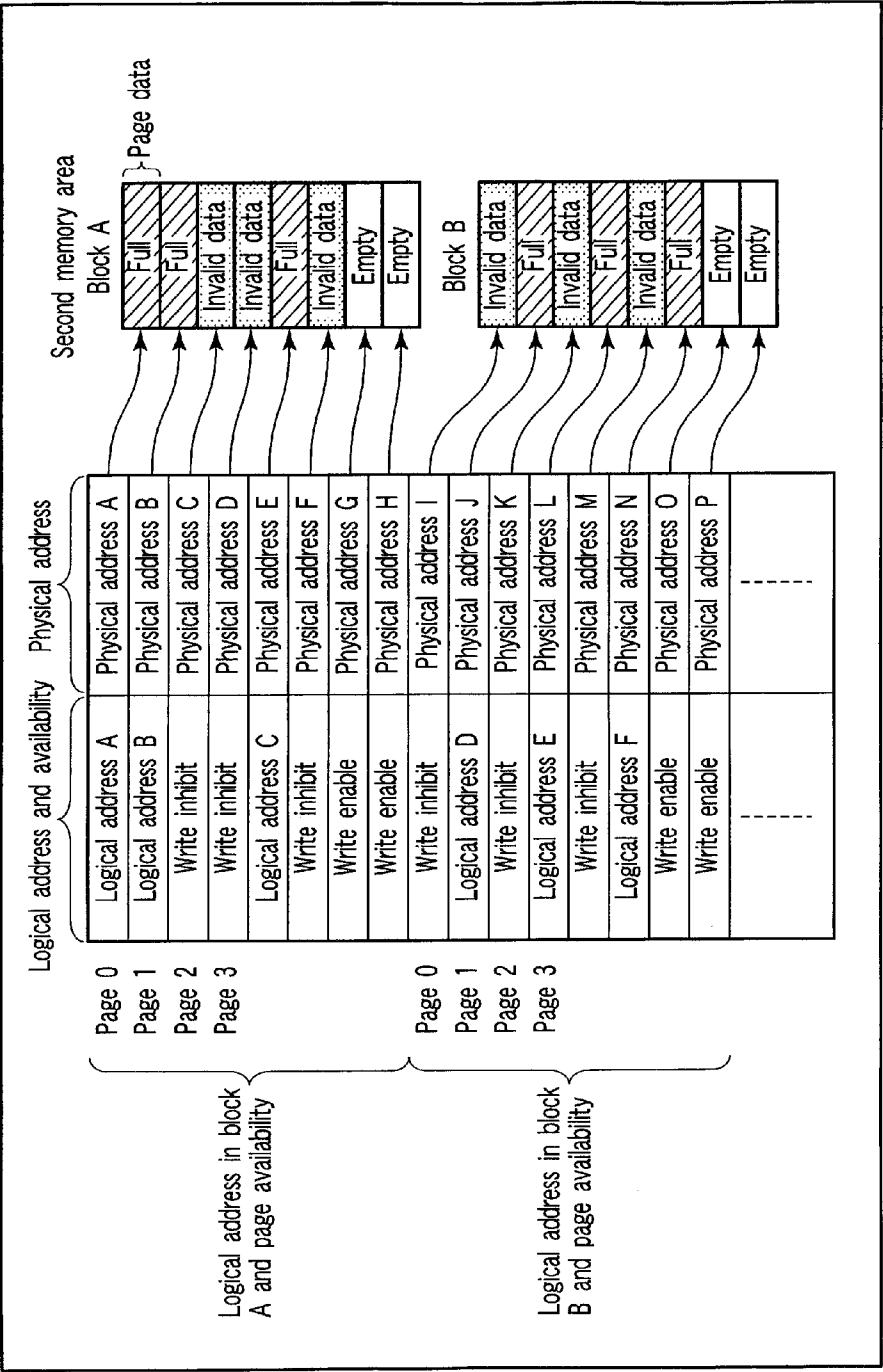 Logical address and availability
Physical address
Second memory area
Block A
Page data
Logical address in block
A and page availability
Page 0
Page 1
Page 2
Page 3
Logical address A
Logical address B
Write inhibit
Write inhibit
Logical address C
Write inhibit
Write enable
Write enable
Physical address A
Physical address B
Physical address C
Physical address D
Physical address E
Physical address F
Physical address G
Physical address H
Full
Full
Invalid data
Invalid data
Full
Invalid data
Empty
Empty
Block B
Logical address in block
B and page availability
Page 0
Page 1
Page 2
Page 3
Write inhibit
Logical address D
Write inhibit
Logical address E
Write inhibit
Logical address F
Write enable
Write enable
Physical address I
Physical address J
Physical address K
Physical address L
Physical address M
Physical address N
Physical address O
Physical address P
Invalid data
Full
Invalid data
Full
Invalid data
Full
Empty
Empty